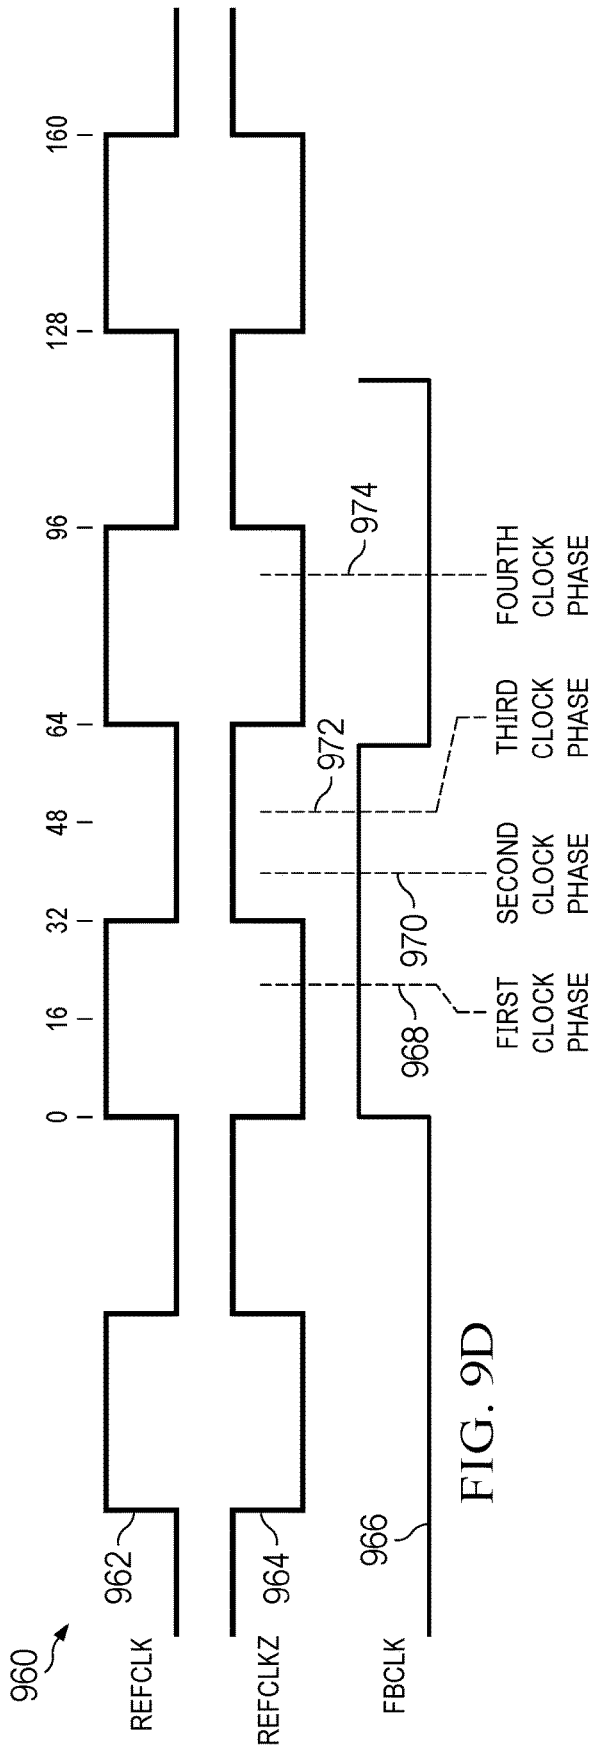 960
0
16
32
48
64
96
128
160
REFCLK
962
REFCLKZ
964
FBCLK
966
968
970
972
974
FIRST
CLOCK
PHASE
SECOND
CLOCK
PHASE
THIRD
CLOCK
PHASE
FOURTH
CLOCK
PHASE
FIG. 9D